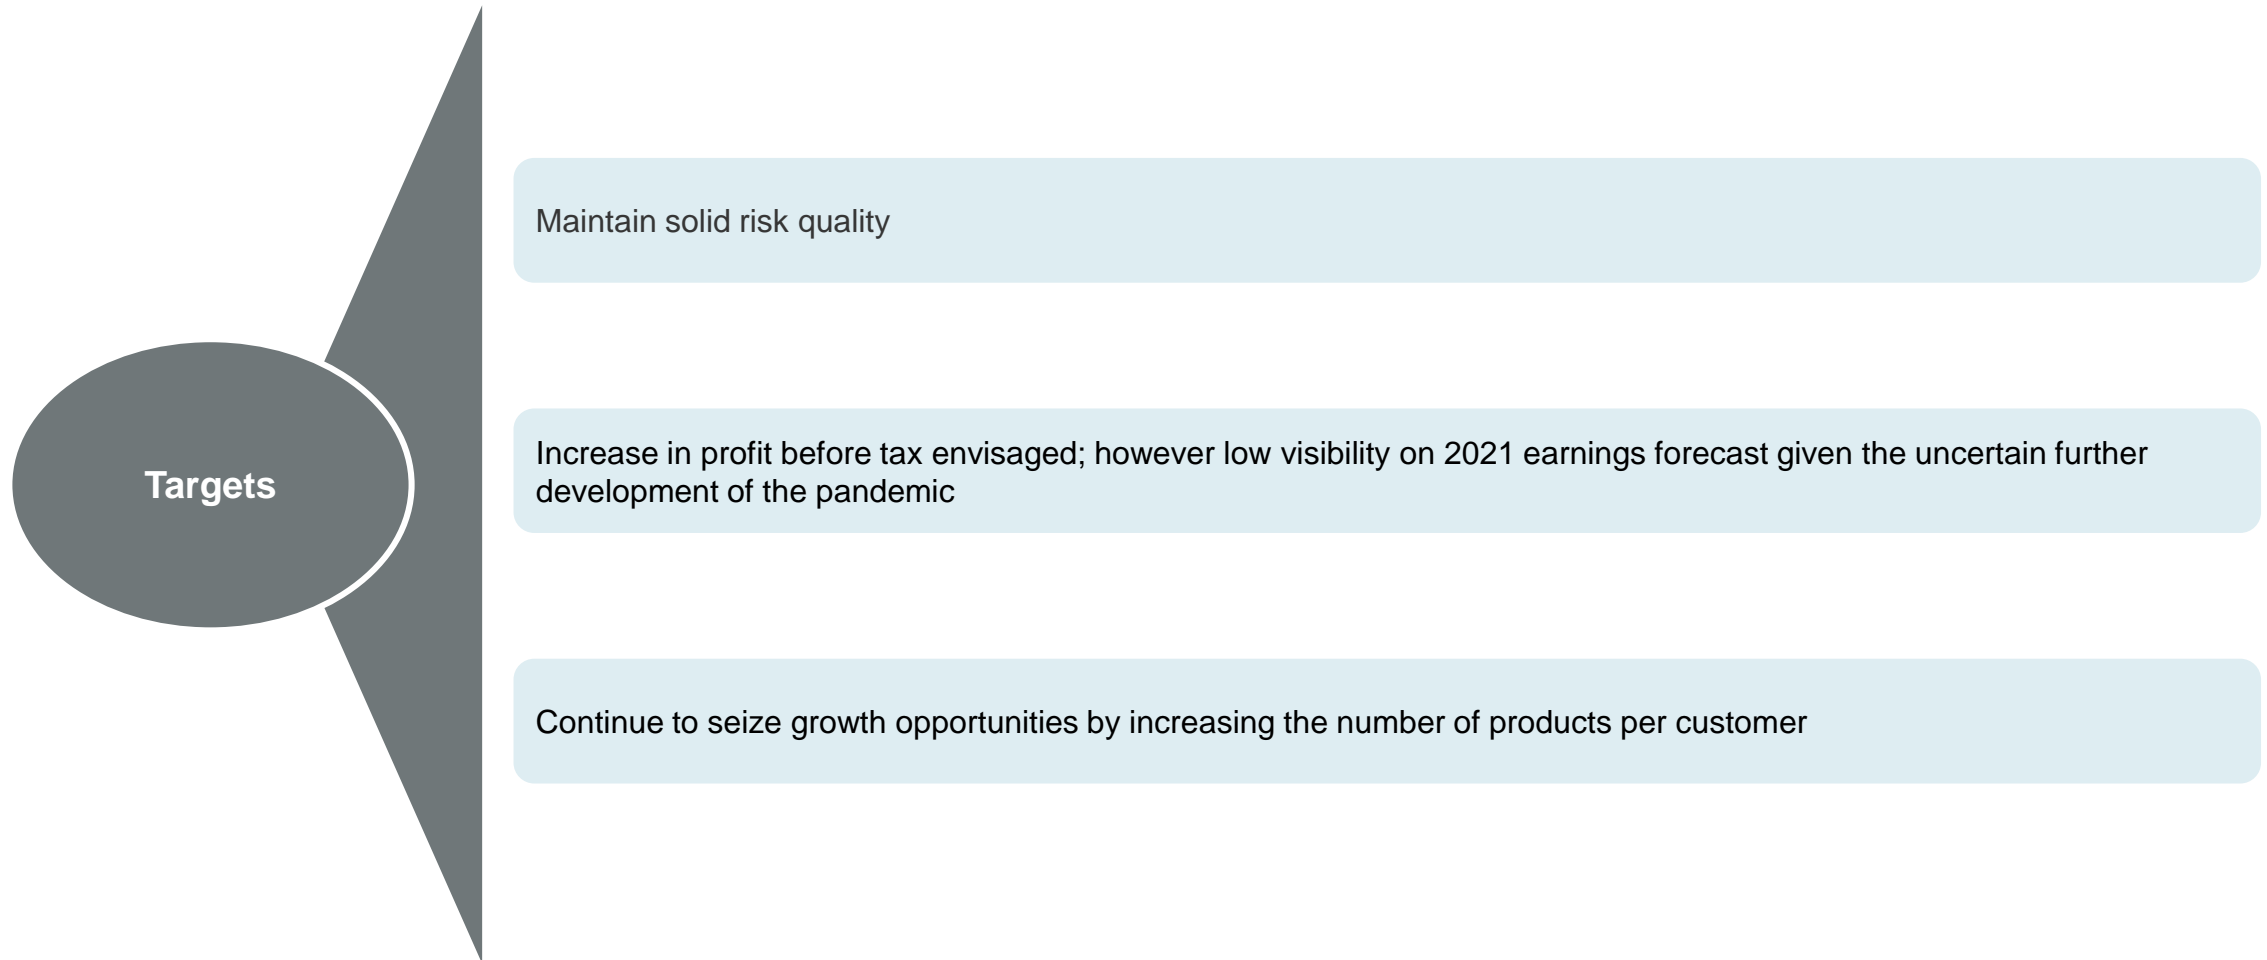 Maintain solid risk quality
Targets
Increase in profit before tax envisaged; however low visibility on 2021 earnings forecast given the uncertain further
development of the pandemic
Continue to seize growth opportunities by increasing the number of products per customer